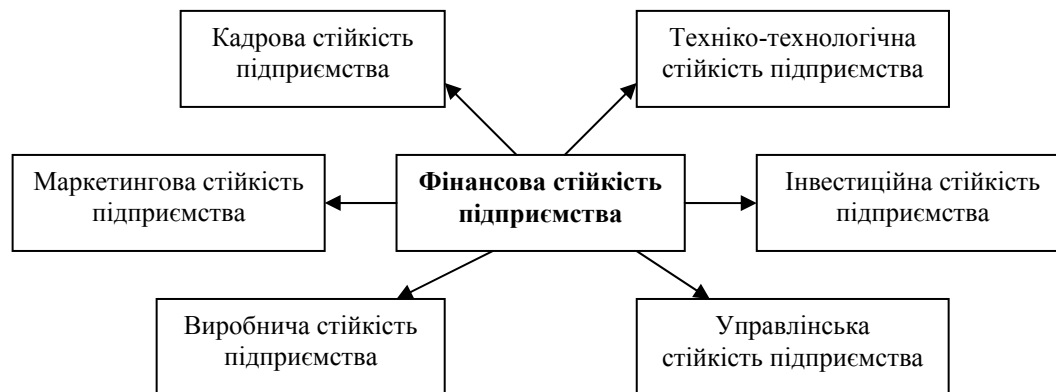 Кадрова стійкість
підприємства
Техніко-технологічна
стійкість підприємства
Маркетингова стійкість
підприємства
Фінансова стійкість
підприємства
Інвестиційна стійкість
підприємства
Виробнича стійкість
підприємства
Управлінська
стійкість підприємства